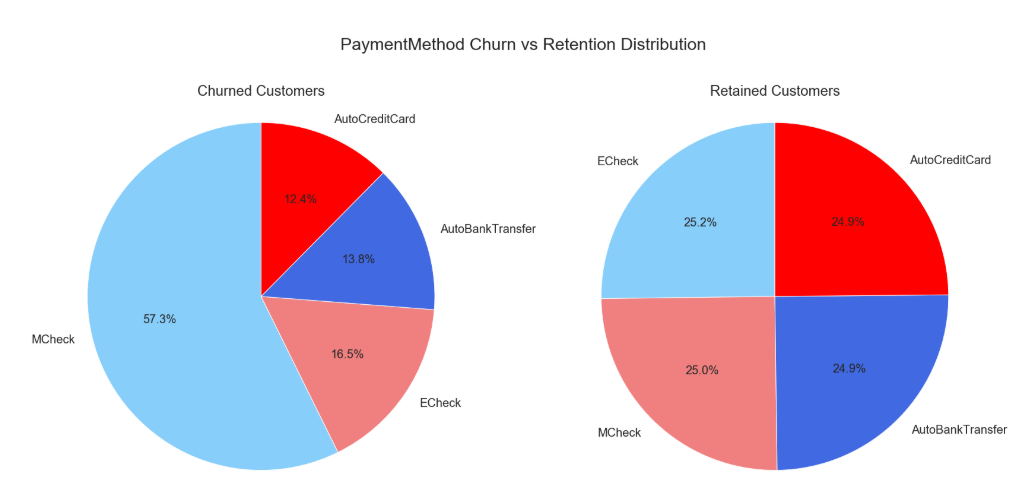 PaymentMethod Churn vs Retention Distribution
Churned Customers
AutoCreditCard
12.4%
AutoBankTransfer
13.8%
57.3%
MCheck
16.5%
ECheck
Retained Customers
ECheck
AutoCreditCard
25.2%
24.9%
25.0%
24.9%
MCheck
AutoBankTransfer